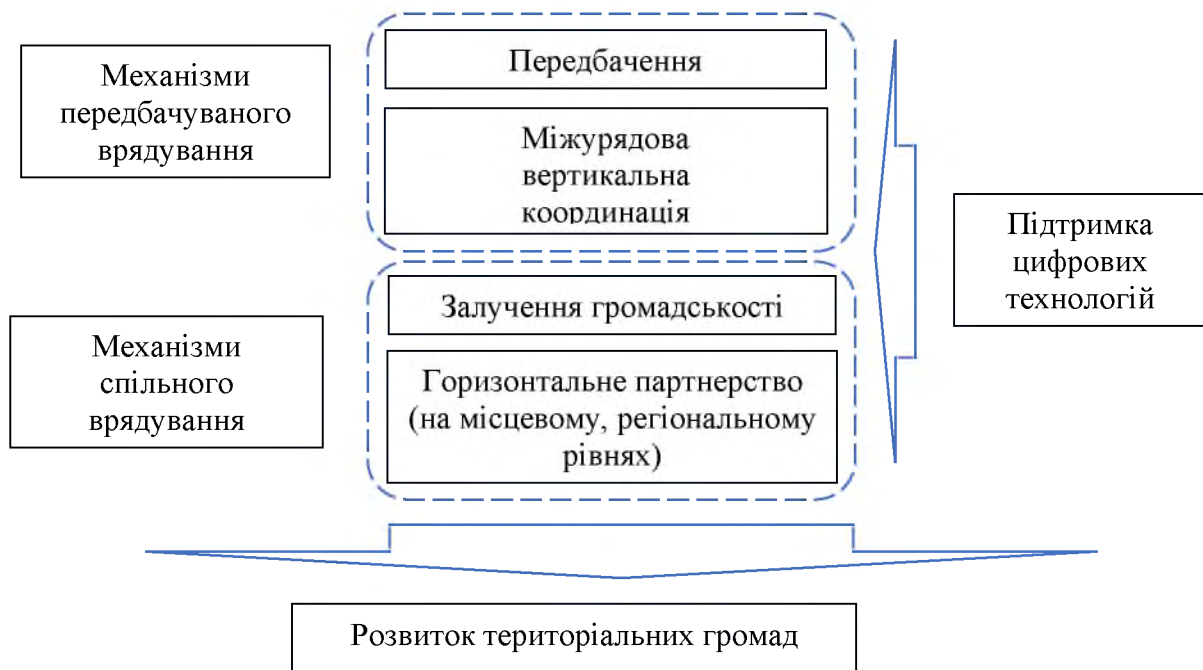 Механізми
передбачуваного
врядування
Передбачення
Міжурядова
вертикальна
координація
Підтримка
цифрових
технологій
Механізми
спільного
врядування
Залучення громадськості
Горизонтальне партнерство
(на місцевому, регіональному
рівнях)
Розвиток територіальних громад